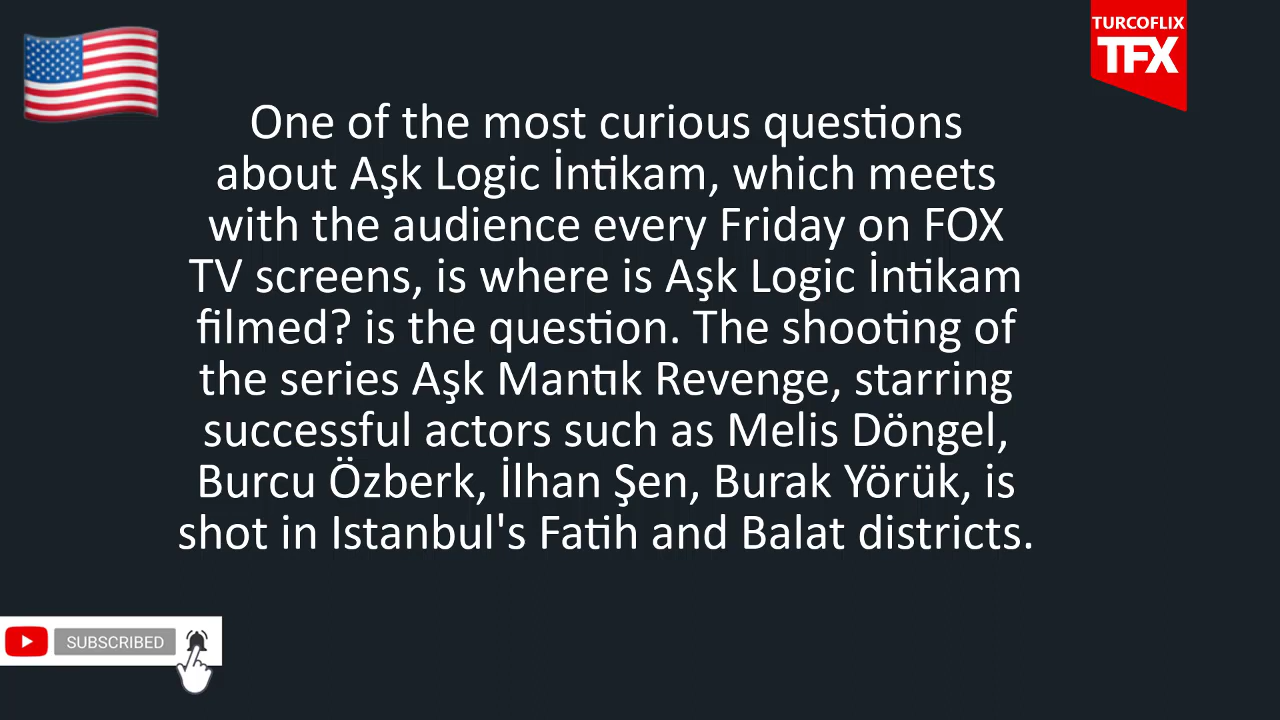 TURCOFLIX
TFX
One of the most curious questions
about Aşk Logic İntikam, which meets
with the audience every Friday on FOX
TV screens, is where is Aşk Logic İntikam
filmed? is the question. The shooting of
the series Aşk Mantık Revenge, starring
successful actors such as Melis Döngel,
Burcu Özberk, İlhan Şen, Burak Yörük, is
shot in Istanbul's Fatih and Balat districts.
SUBSCRIBED